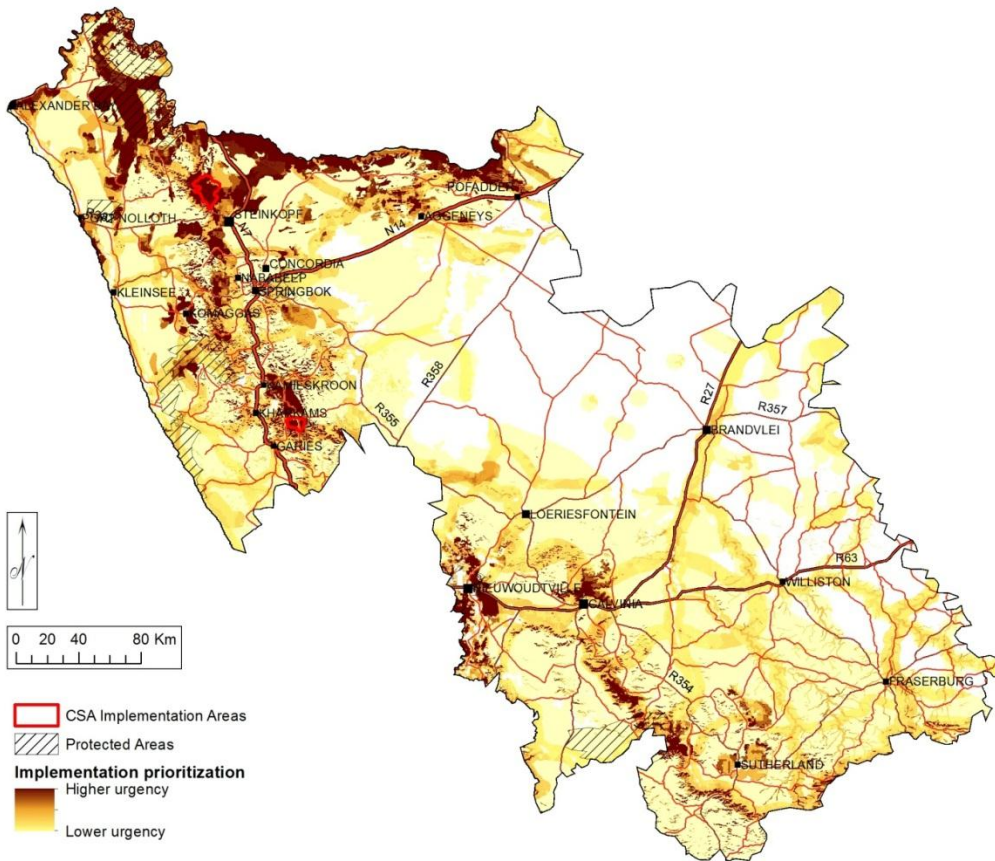 ALEXANDER BAY
POFADDER
PORT NOLLOTH
STEINKOPF
AGGENEYS
N7
N14
CONCORDIA
NABABEEP
SPRINGBOK
KLEINSEE
KOMAGGAS
R358
R27
KAMIESKROON
R355
R357
KHARKAMS
BRANDVLEI
GARIES
LOERIESFONTEIN
N
R63
NIEUWOUDTVILLE
WILLISTON
CALVINIA
0 20 40 80 Km
R354
FRASERBURG
SUTHERLAND
CSA Implementation Areas
Protected Areas
Implementation prioritization
Higher urgency
Lower urgency